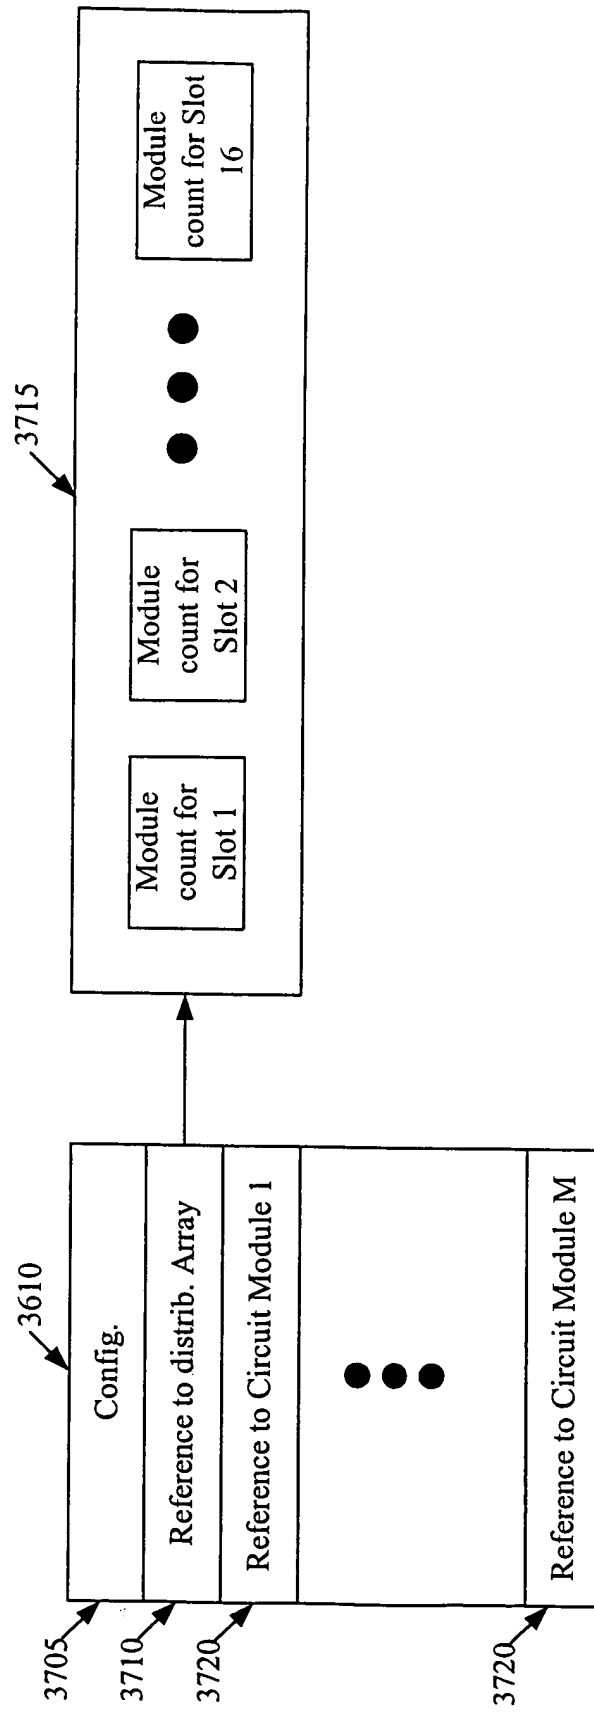 3610
3705
Config.
3710
Reference to distrib. Array
3720
Reference to Circuit Module 1
3720
Reference to Circuit Module M
3715
Module
count for
Slot 1
Module
count for
Slot 2
Module
count for Slot
16